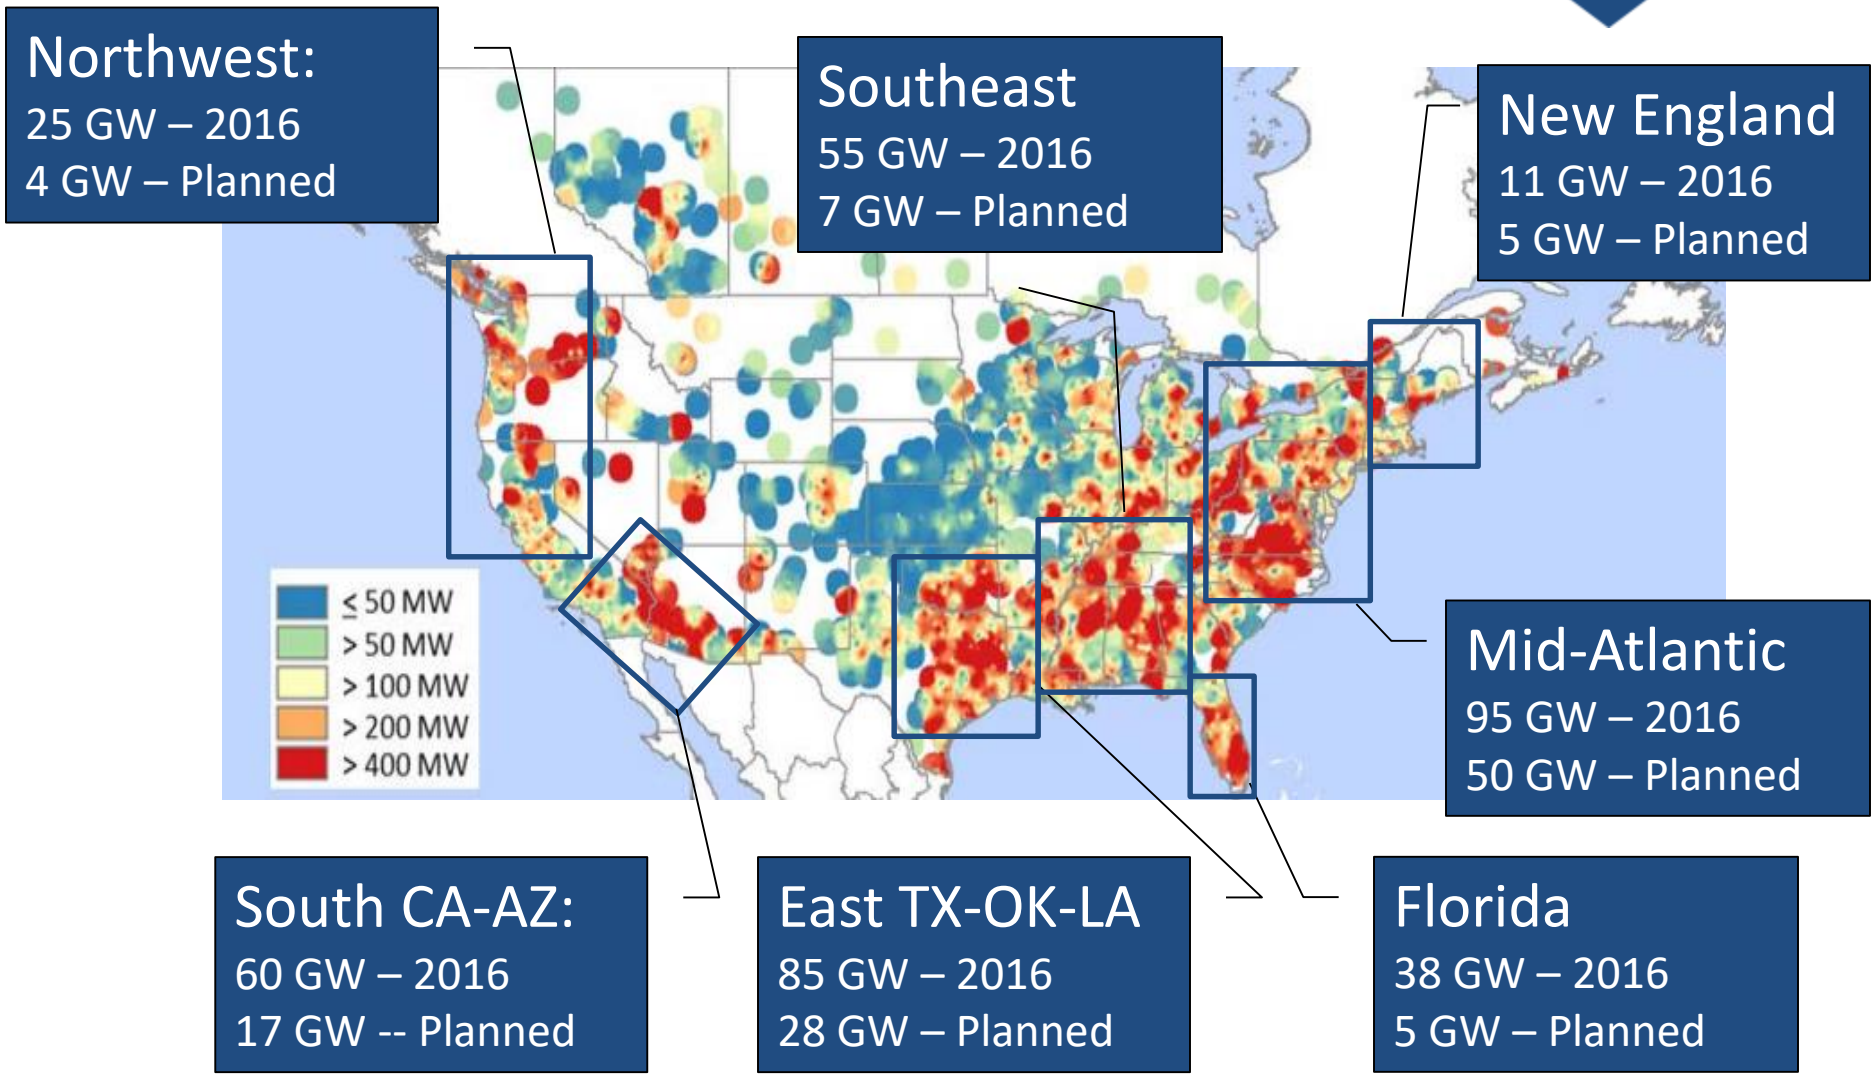 Northwest:
25 GW – 2016
4 GW – Planned
Southeast
55 GW – 2016
7 GW – Planned
New England
11 GW – 2016
5 GW – Planned
≤ 50 MW
> 50 MW
> 100 MW
> 200 MW
> 400 MW
Mid-Atlantic
95 GW – 2016
50 GW – Planned
South CA-AZ:
60 GW – 2016
17 GW -- Planned
East TX-OK-LA
85 GW – 2016
28 GW – Planned
Florida
38 GW – 2016
5 GW – Planned